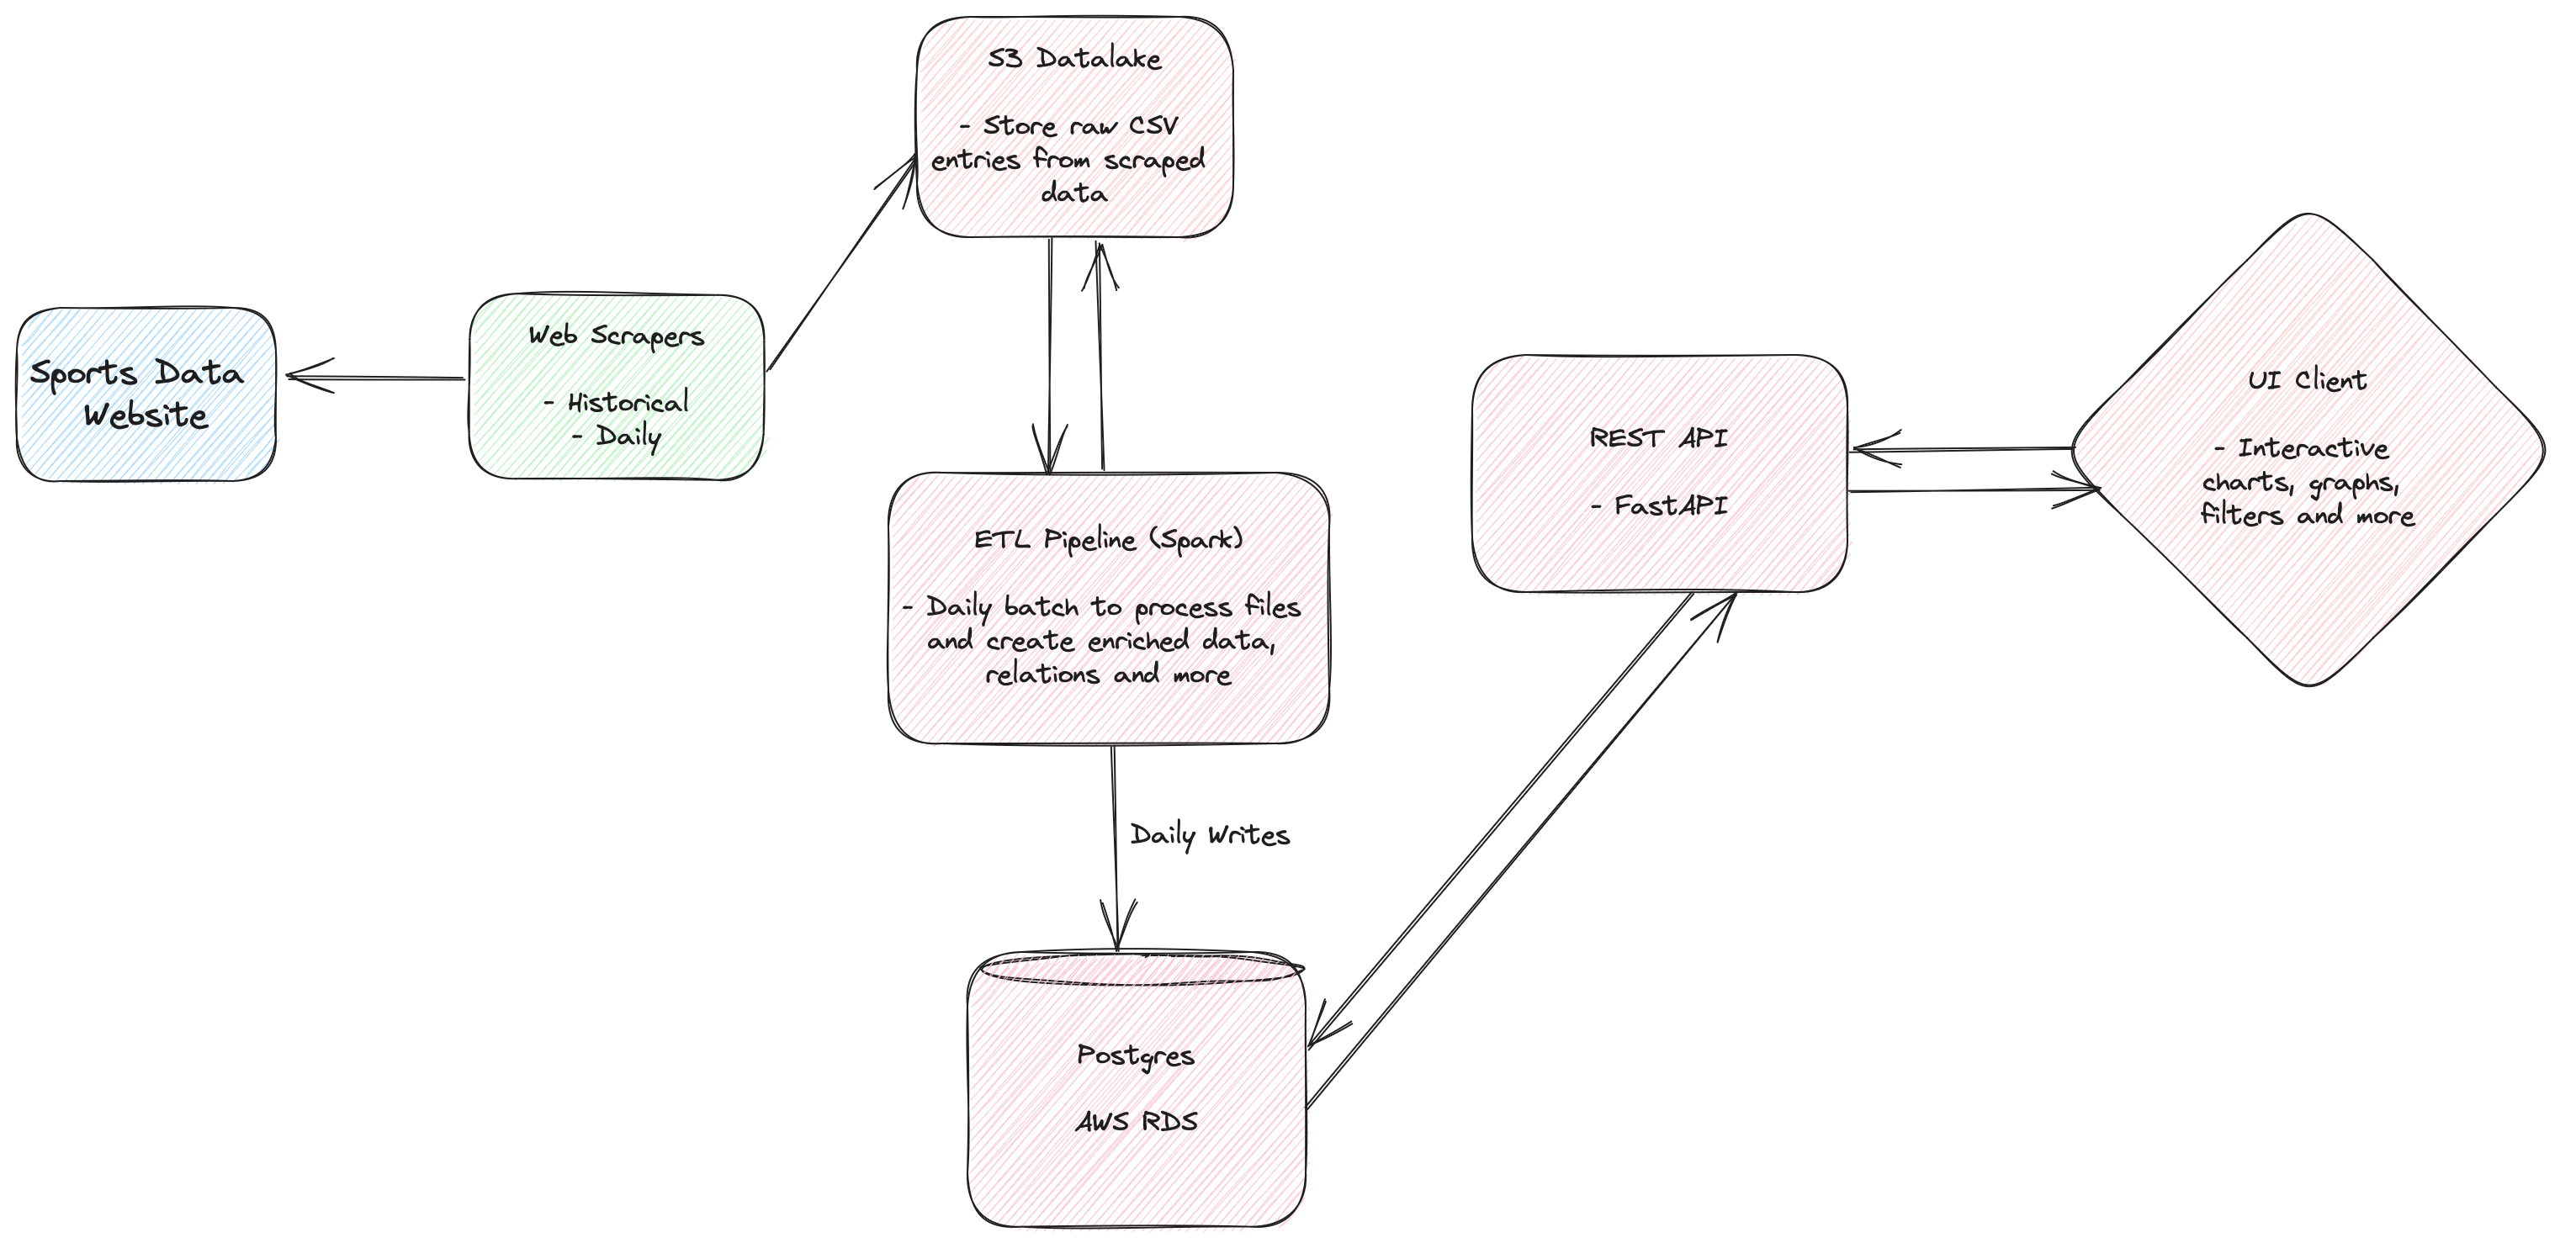 S3 Datalake
- Store raw CSV
entries from scraped
data
Sports Data
Website
Web Scrapers
- Historical
- Daily
ETL Pipeline (Spark)
- Daily batch to process files
and create enriched data,
relations and more
Daily Writes
Postgres
AWS RDS
REST API
- FastAPI
UI Client
- Interactive
charts, graphs,
filters and more